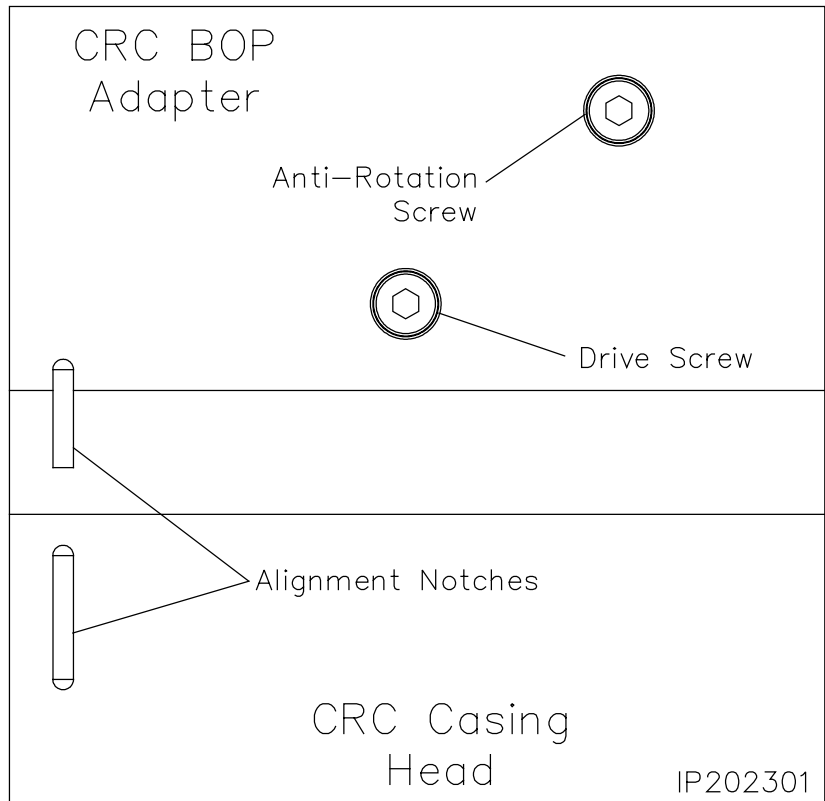 CRC BOP
Adapter
Anti-Rotation
Screw
Drive Screw
Alignment Notches
CRC Casing
Head
IP202301